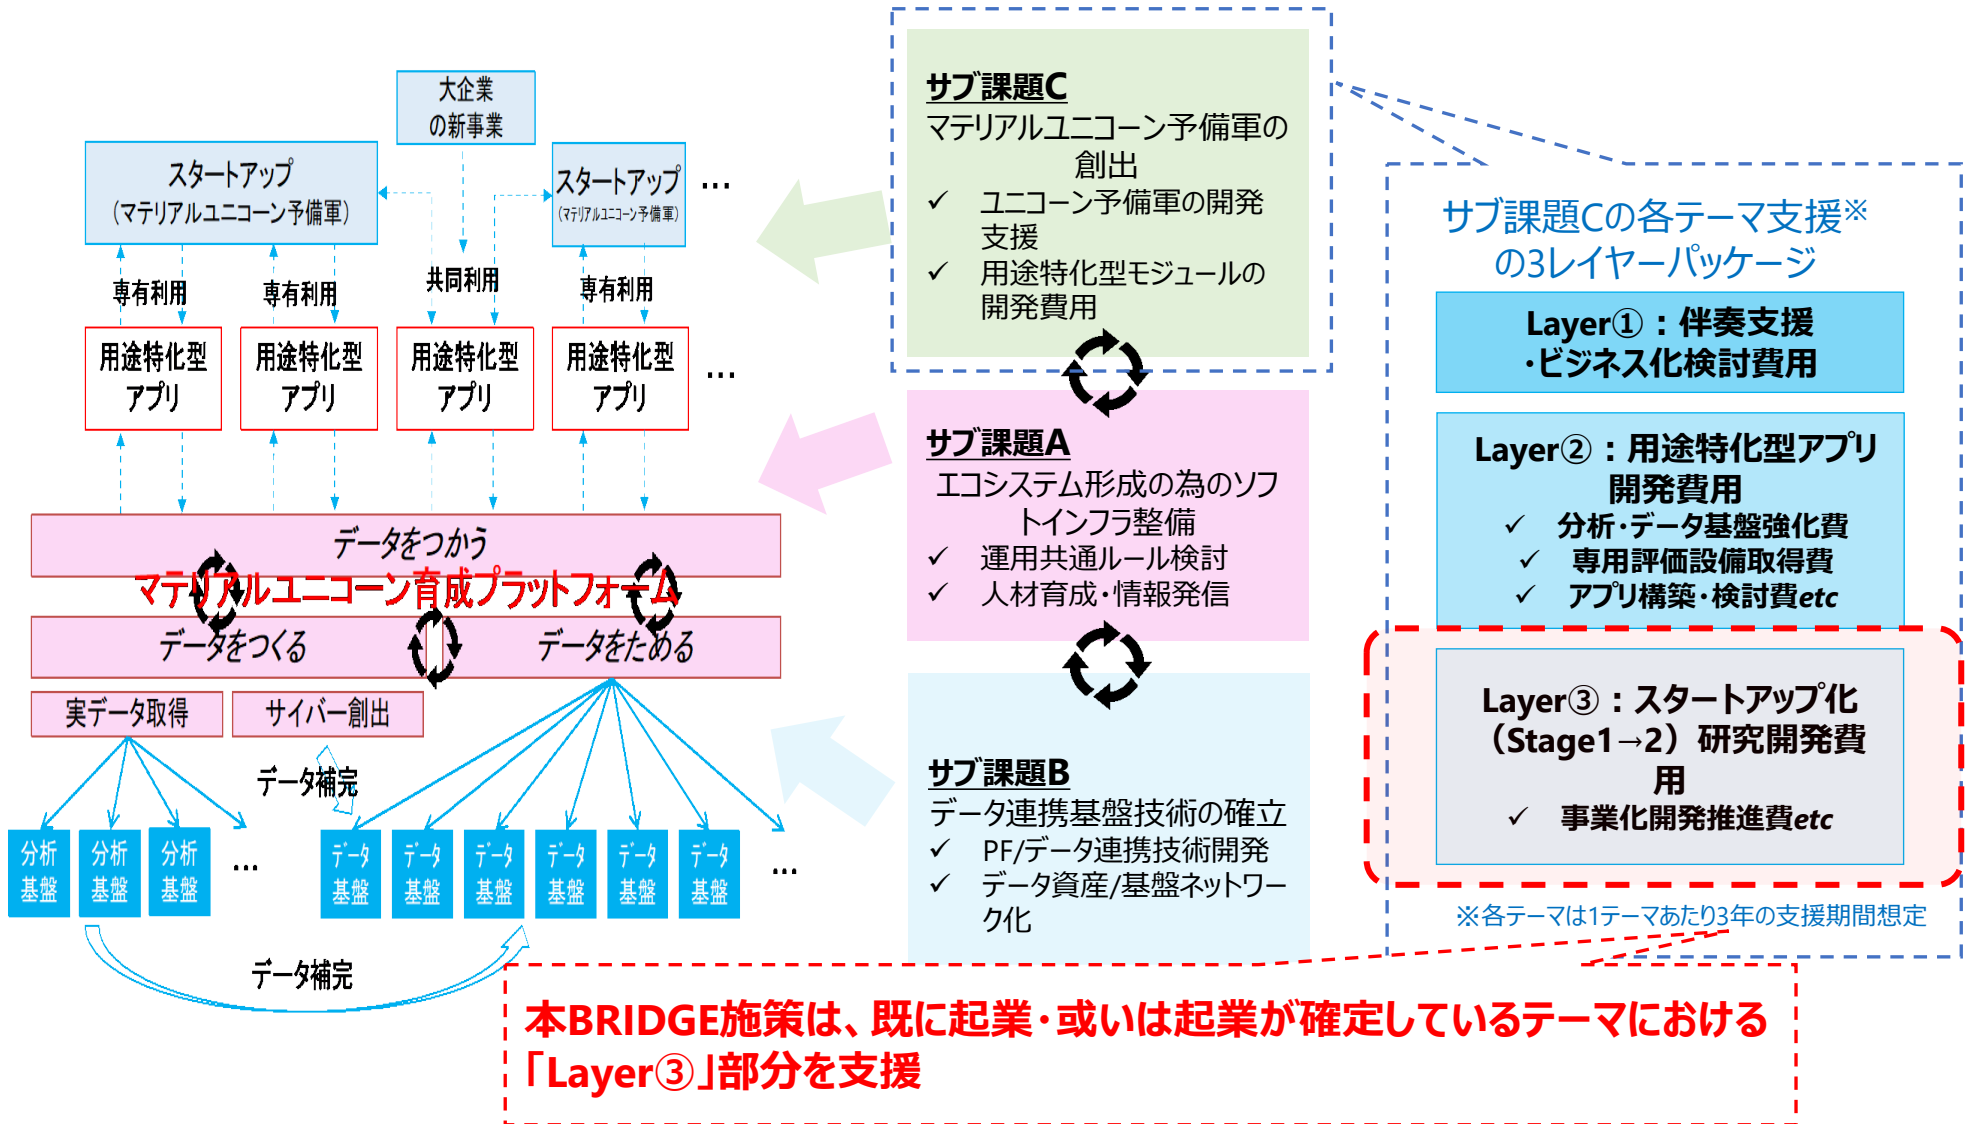 大企業
の新事業
スタートアップ
（マテリアルユニコーン予備軍）
スタートアップ
（マテリアルユニコーン予備軍）
…
専有利用
専有利用
共同利用
専有利用
用途特化型
アプリ
用途特化型
アプリ
用途特化型
アプリ
用途特化型
アプリ
…
データをつかう
マテリアルユニコーン育成プラットフォーム
データをつくる
データをためる
実データ取得
サイバー創出
データ補完
分析
基盤
分析
基盤
分析
基盤
…
データ
基盤
データ
基盤
データ
基盤
データ
基盤
データ
基盤
データ
基盤
…
データ補完
サブ課題C
マテリアルユニコーン予備軍の
創出
✓ ユニコーン予備軍の開発
支援
✓ 用途特化型モジュールの
開発費用
サブ課題A
エコシステム形成の為のソフ
トインフラ整備
✓ 運用共通ルール検討
✓ 人材育成・情報発信
サブ課題B
データ連携基盤技術の確立
✓ PF/データ連携技術開発
✓ データ資産/基盤ネットワー
ク化
サブ課題Cの各テーマ支援※
の3レイヤーパッケージ
Layer①：伴奏支援
・ビジネス化検討費用
Layer②：用途特化型アプリ
開発費用
✓ 分析・データ基盤強化費
✓ 専用評価設備取得費
✓ アプリ構築・検討費etc
Layer③：スタートアップ化
（Stage1→2）研究開発費
用
✓ 事業化開発推進費etc
※各テーマは1テーマあたり3年の支援期間想定
本BRIDGE施策は、既に起業・或いは起業が確定しているテーマにおける
「Layer③」部分を支援